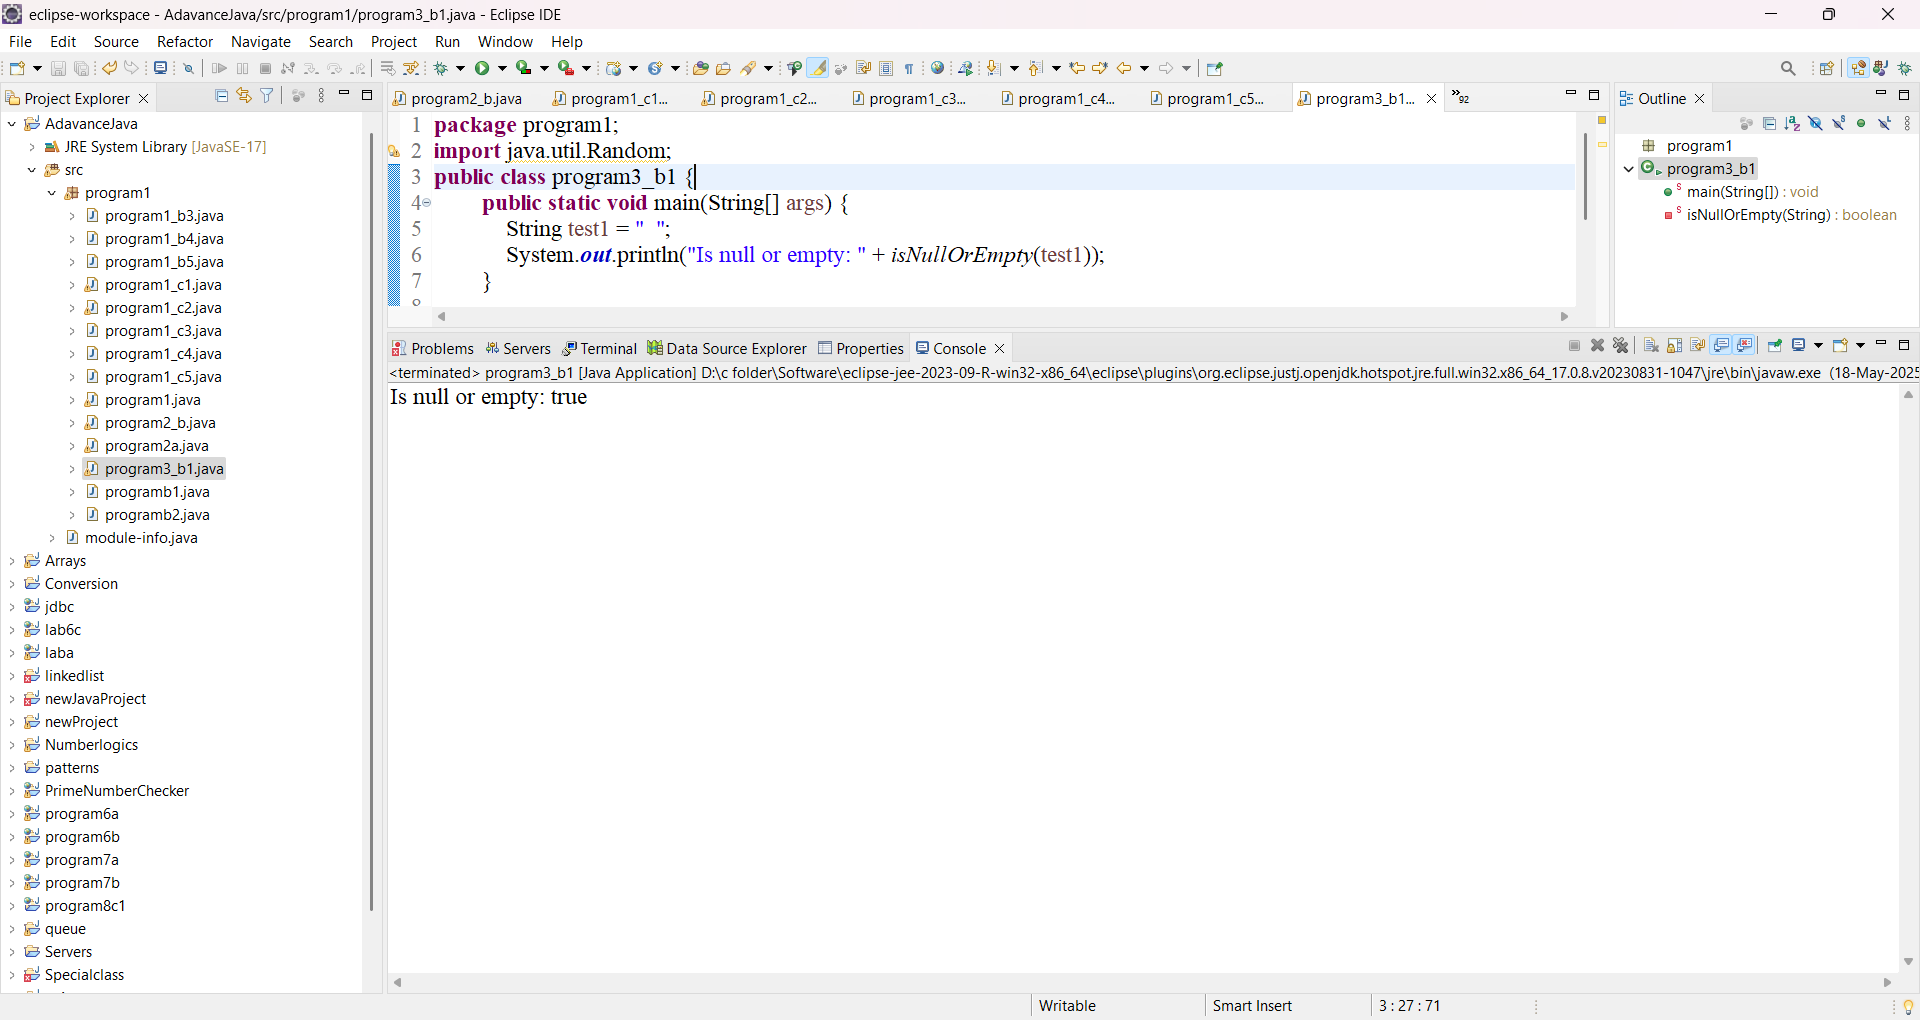 eclipse-workspace - AdavanceJava/src/program1/program3_b1.java - Eclipse IDE
File Edit Source Refactor Navigate Search Project Run Window Help
Project Explorer
AdavanceJava
JRE System Library [JavaSE-17]
src
program1
program1_b3.java
program1_b4.java
program1_b5.java
program1_c1.java
program1_c2.java
program1_c3.java
program1_c4.java
program1_c5.java
program1.java
program2_b.java
program2a.java
program3_b1.java
programb1.java
programb2.java
module-info.java
Arrays
Conversion
jdbc
lab6c
laba
linkedlist
newJavaProject
newProject
Numberlogics
patterns
PrimeNumberChecker
program6a
program6b
program7a
program7b
program8c1
queue
Servers
Specialclass
program2_b.java program1_c1... program1_c2... program1_c3... program1_c4... program1_c5... program3_b1... »92
1 package program1;
2 import java.util.Random;
3 public class program3_b1 {
4 public static void main(String[] args) {
5 String test1 = "  ";
6 System.out.println("Is null or empty: " + isNullOrEmpty(test1));
7 }
Outline
program1
program3_b1
main(String[]) : void
isNullOrEmpty(String) : boolean
Problems Servers Terminal Data Source Explorer Properties Console
<terminated> program3_b1 [Java Application] D:\c folder\Software\eclipse-jee-2023-09-R-win32-x86_64\eclipse\plugins\org.eclipse.justj.openjdk.hotspot.jre.full.win32.x86_64_17.0.8.v20230831-1047\jre\bin\javaw.exe (18-May-2025
Is null or empty: true
Writable Smart Insert 3 : 27 : 71